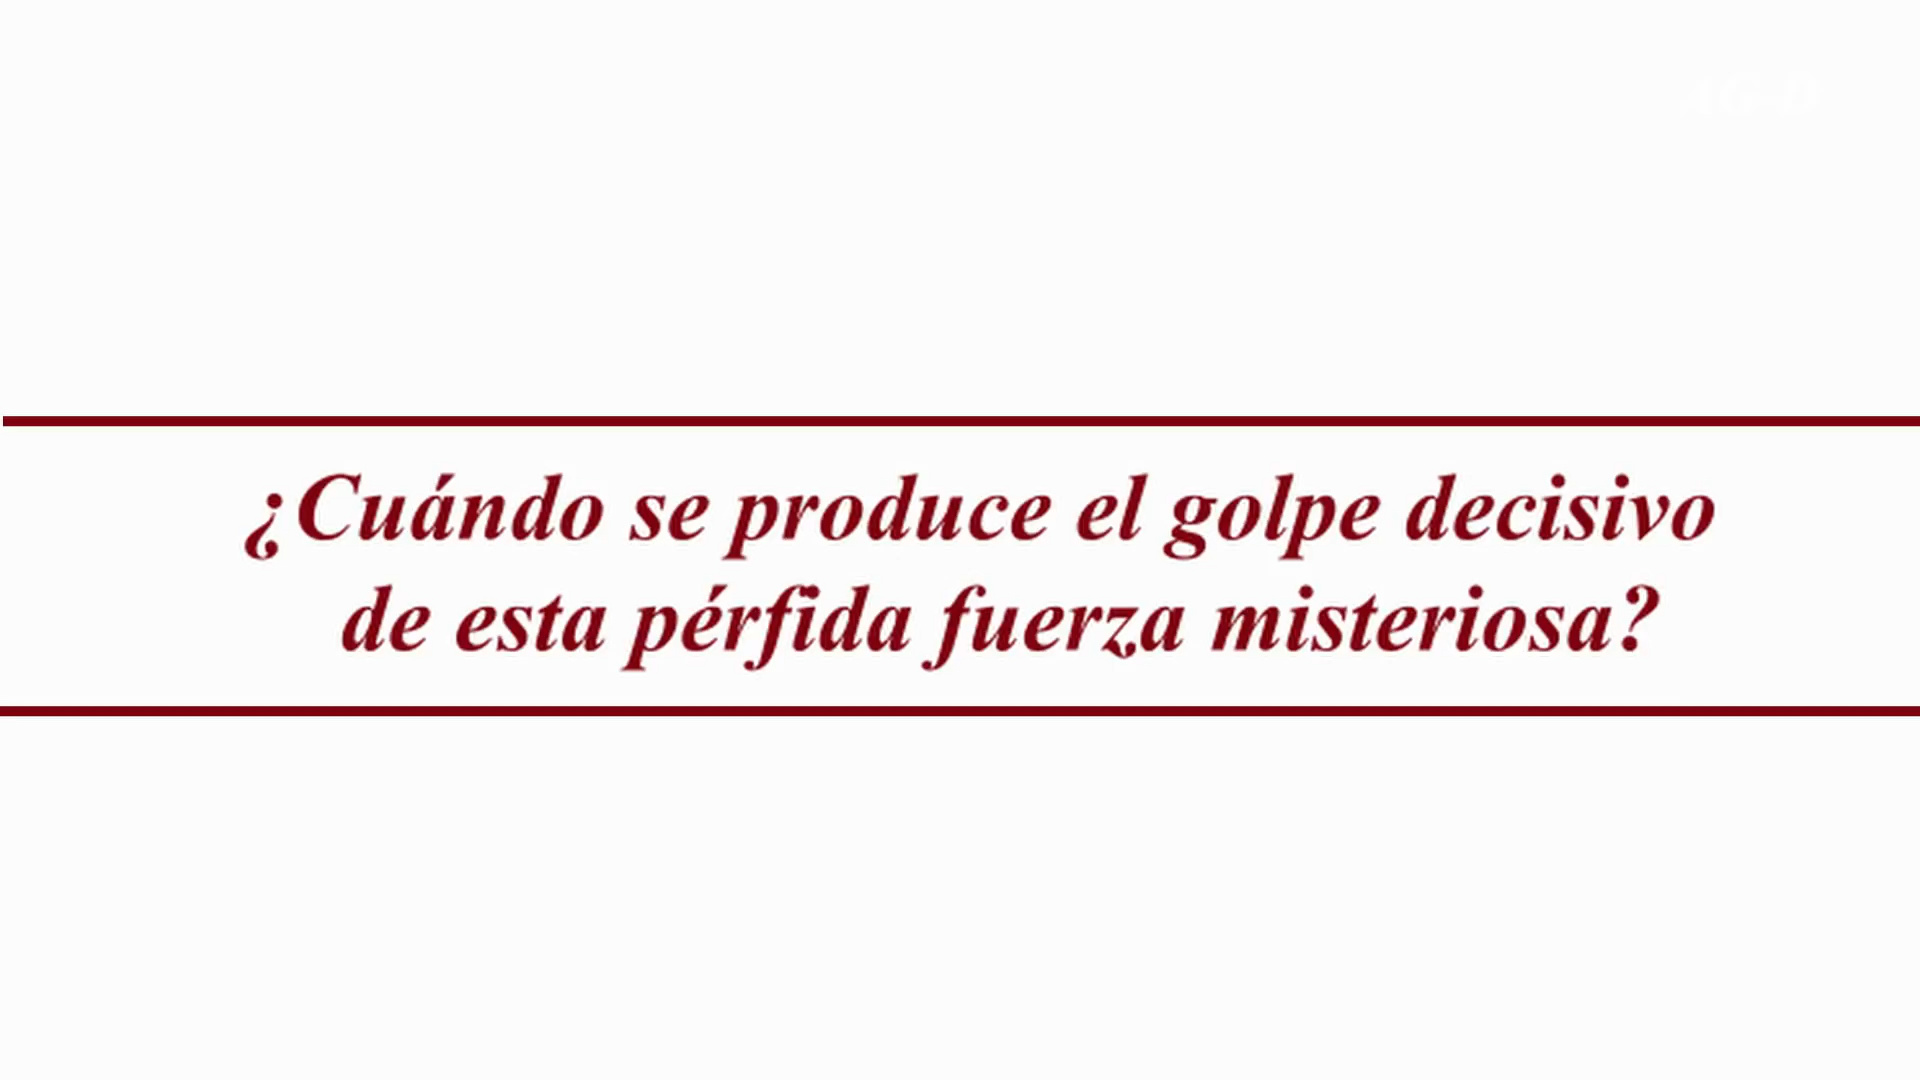 ¿Cuándo se produce el golpe decisivo
de esta pérfida fuerza misteriosa?